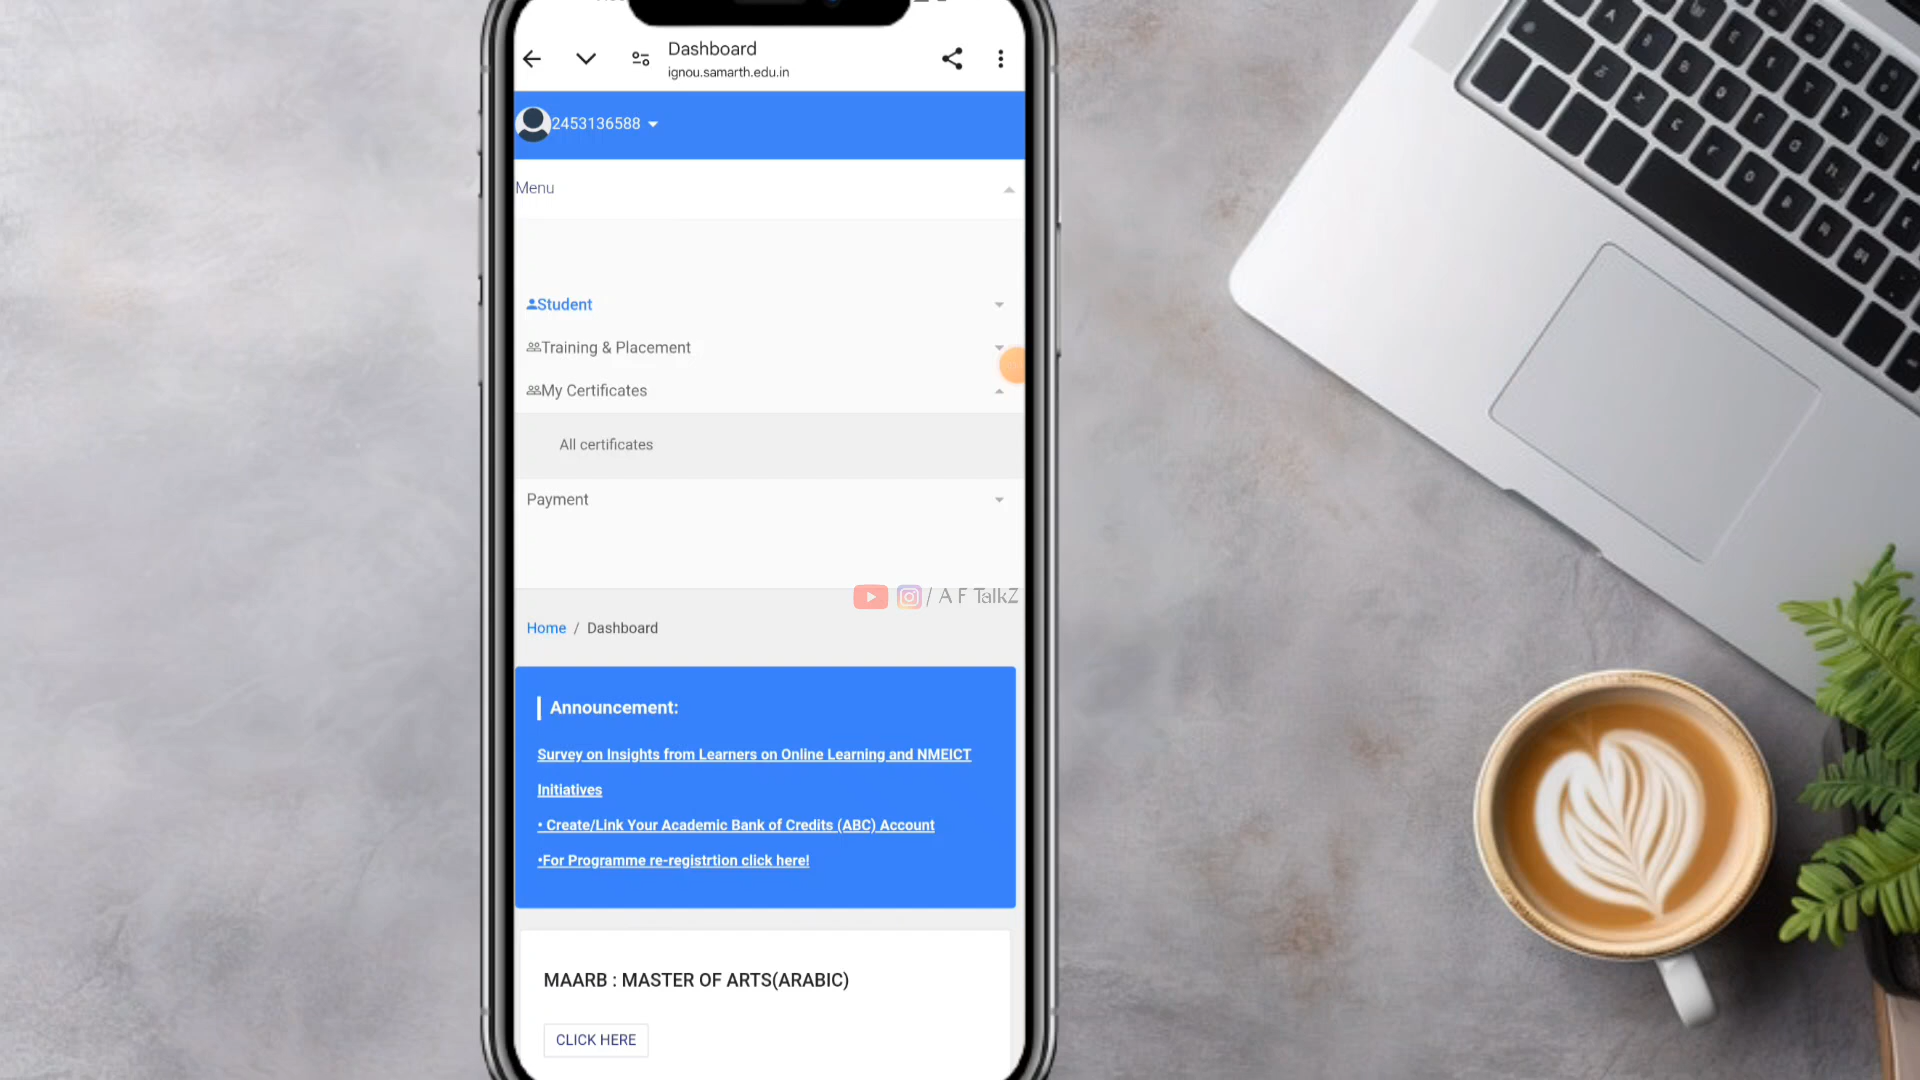 Dashboard
ignou.samarth.edu.in
2453136588
Menu
Student
Training & Placement
My Certificates
All certificates
Payment
/ A F TalkZ
Home / Dashboard
Announcement:
Survey on Insights from Learners on Online Learning and NMEICT
Initiatives
• Create/Link Your Academic Bank of Credits (ABC) Account
•For Programme re-registrtion click here!
MAARB : MASTER OF ARTS(ARABIC)
CLICK HERE